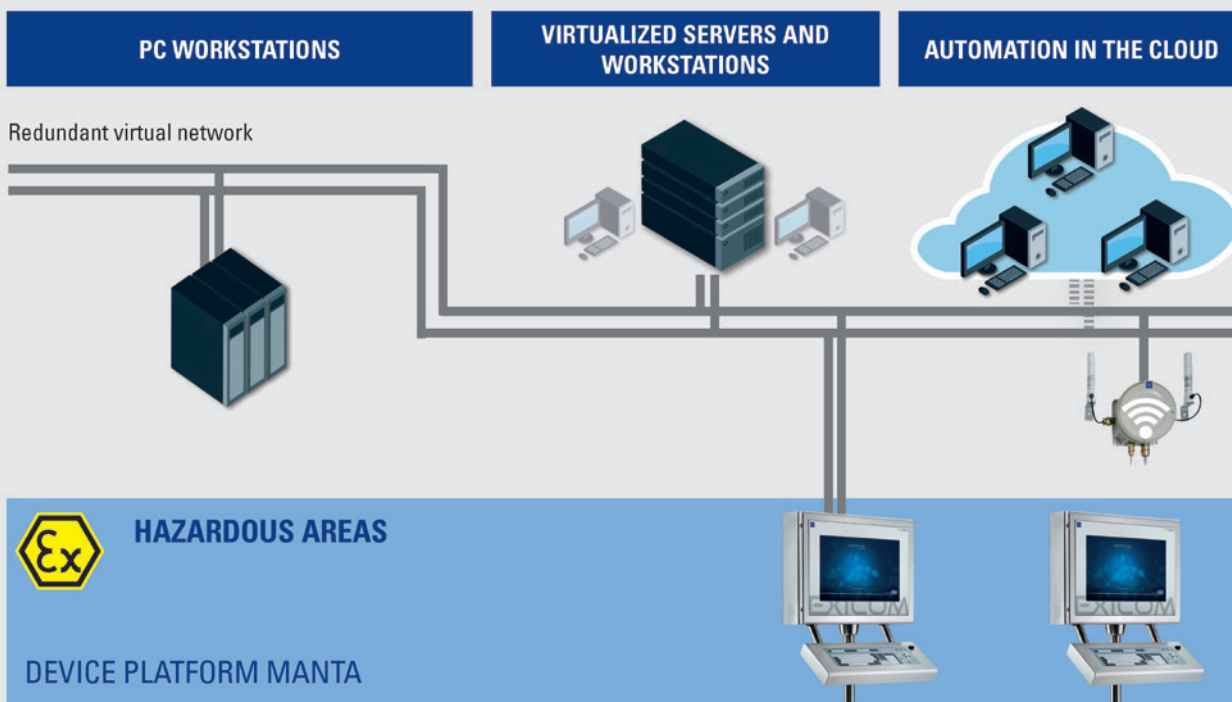 PC WORKSTATIONS
VIRTUALIZED SERVERS AND
WORKSTATIONS
AUTOMATION IN THE CLOUD
Redundant virtual network
Ex
HAZARDOUS AREAS
EXICOM
EXICOM
DEVICE PLATFORM MANTA